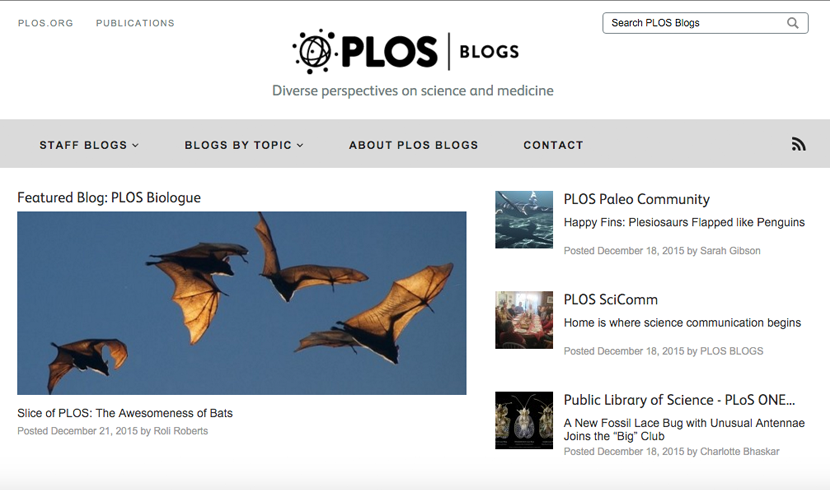 PLOS.ORG PUBLICATIONS
Search PLOS Blogs
PLOS BLOGS
Diverse perspectives on science and medicine
STAFF BLOGS BLOGS BY TOPIC ABOUT PLOS BLOGS CONTACT
Featured Blog: PLOS Biologue
Slice of PLOS: The Awesomeness of Bats
Posted December 21, 2015 by Roli Roberts
PLOS Paleo Community
Happy Fins: Plesiosaurs Flapped like Penguins
Posted December 18, 2015 by Sarah Gibson
PLOS SciComm
Home is where science communication begins
Posted December 18, 2015 by PLOS BLOGS
Public Library of Science - PLoS ONE...
A New Fossil Lace Bug with Unusual Antennae
Joins the “Big” Club
Posted December 18, 2015 by Charlotte Bhaskar